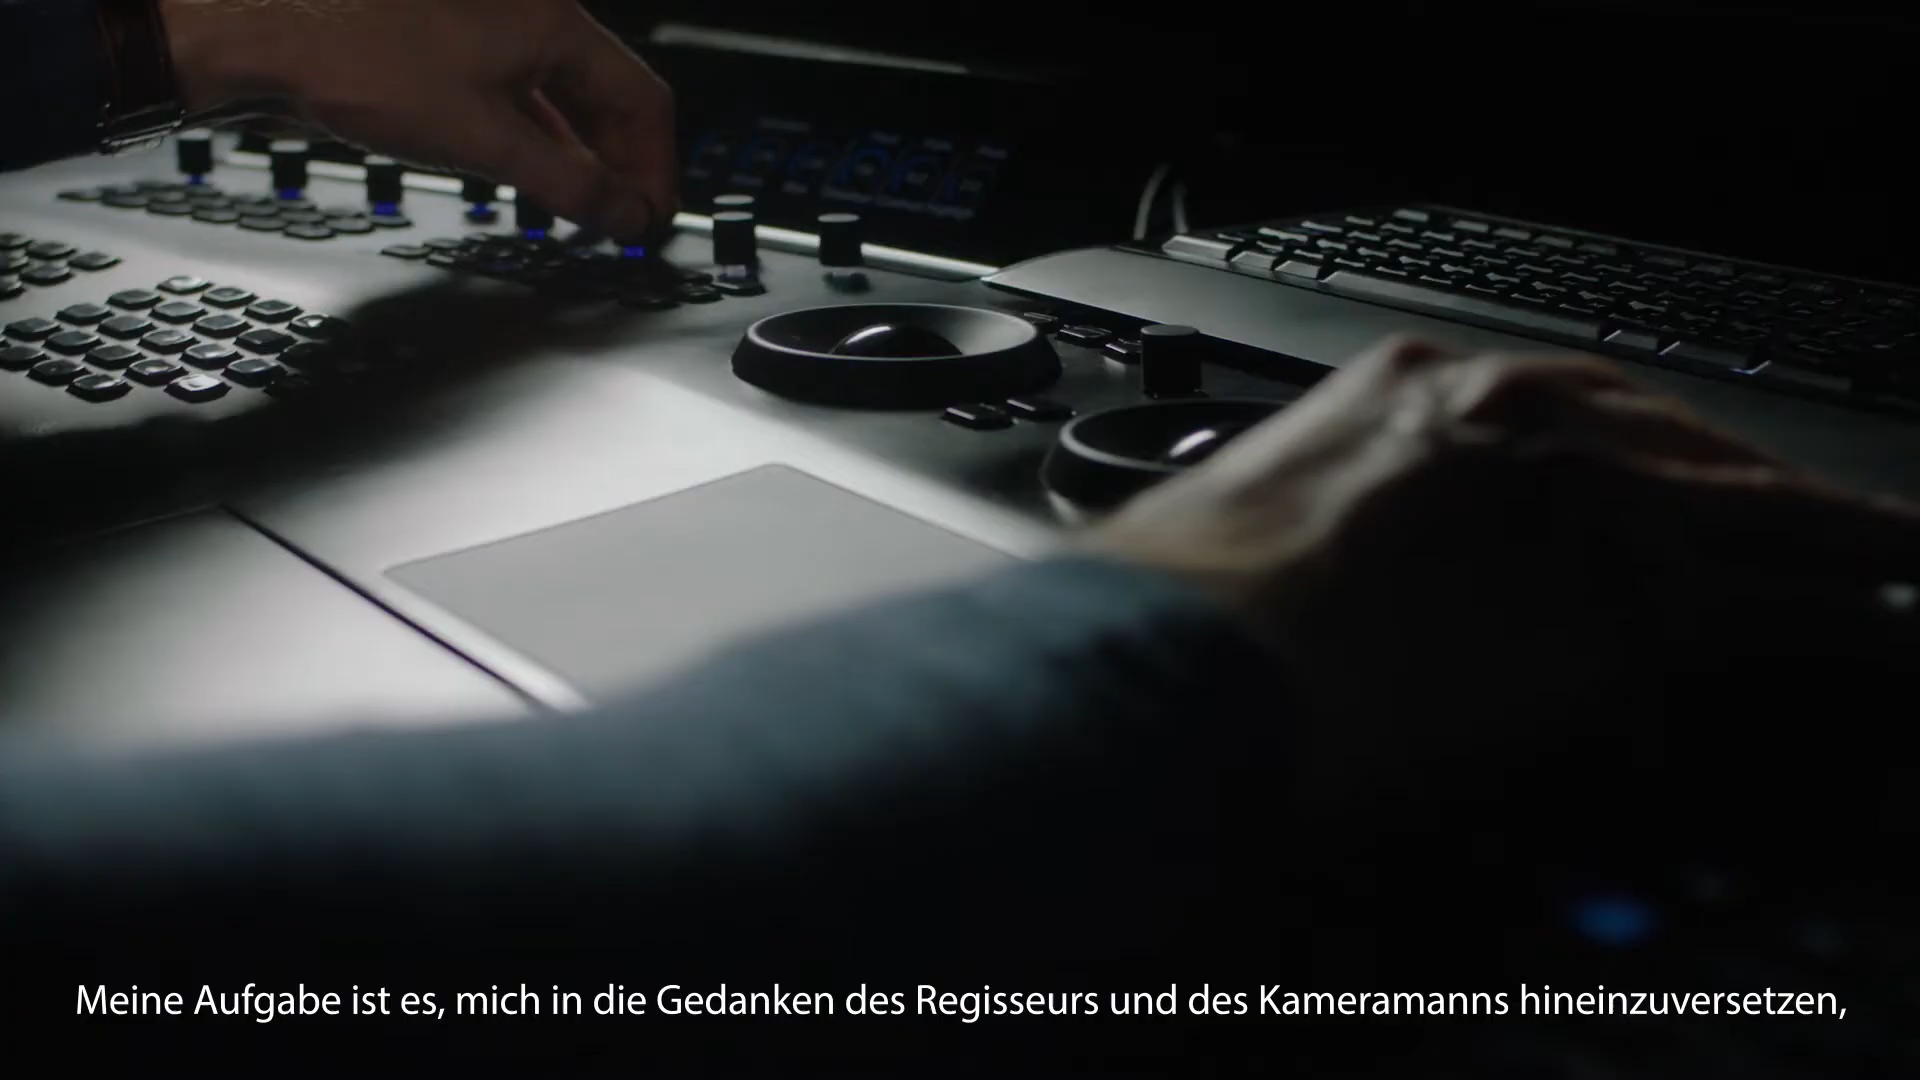 Meine Aufgabe ist es, mich in die Gedanken des Regisseurs und des Kameramanns hineinzuversetzen,